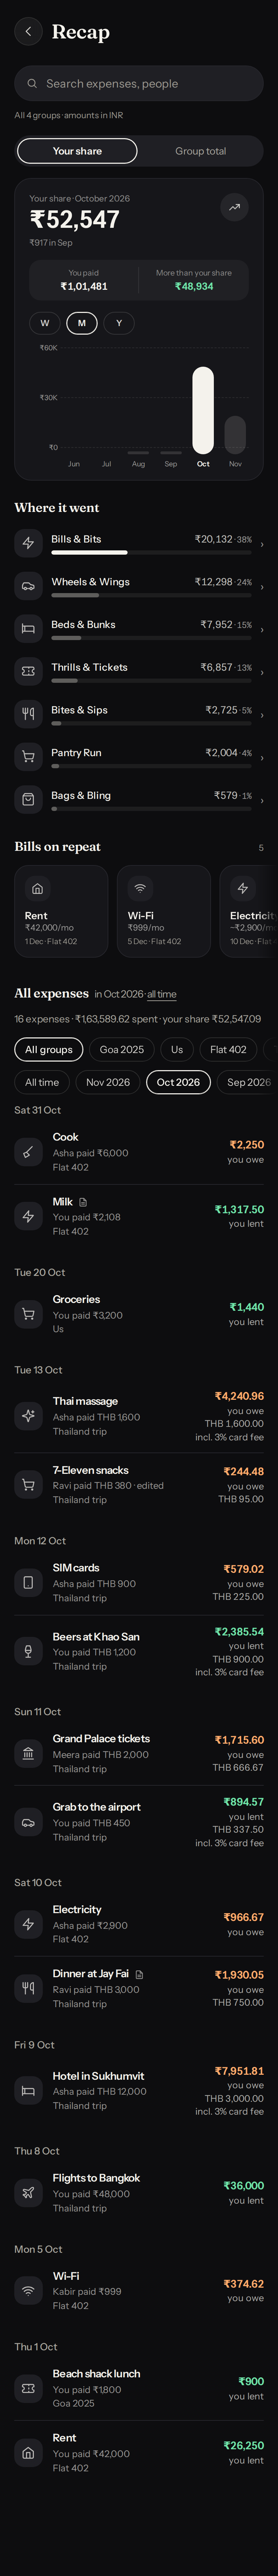 Recap
Search expenses, people
All 4 groups · amounts in INR
Your share
Group total
Your share · October 2026
₹52,547
₹917 in Sep
You paid
₹1,01,481
More than your share
₹48,934
W
M
Y
₹60K
₹30K
₹0
Jun Jul Aug Sep Oct Nov
Where it went
Bills & Bits ₹20,132 · 38%
Wheels & Wings ₹12,298 · 24%
Beds & Bunks ₹7,952 · 15%
Thrills & Tickets ₹6,857 · 13%
Bites & Sips ₹2,725 · 5%
Pantry Run ₹2,004 · 4%
Bags & Bling ₹579 · 1%
Bills on repeat 5
Rent
₹42,000/mo
1 Dec · Flat 402
Wi-Fi
₹999/mo
5 Dec · Flat 402
Electricity
~₹2,900/mo
10 Dec · Flat
All expenses in Oct 2026 · all time
16 expenses · ₹1,63,589.62 spent · your share ₹52,547.09
All groups
Goa 2025
Us
Flat 402
All time
Nov 2026
Oct 2026
Sep 2026
Sat 31 Oct
Cook
Asha paid ₹6,000
Flat 402
₹2,250
you owe
Milk
You paid ₹2,108
Flat 402
₹1,317.50
you lent
Tue 20 Oct
Groceries
You paid ₹3,200
Us
₹1,440
you lent
Tue 13 Oct
Thai massage
Asha paid THB 1,600
Thailand trip
₹4,240.96
you owe
THB 1,600.00
incl. 3% card fee
7-Eleven snacks
Ravi paid THB 380 · edited
Thailand trip
₹244.48
you owe
THB 95.00
Mon 12 Oct
SIM cards
Asha paid THB 900
Thailand trip
₹579.02
you owe
THB 225.00
Beers at Khao San
You paid THB 1,200
Thailand trip
₹2,385.54
you lent
THB 900.00
incl. 3% card fee
Sun 11 Oct
Grand Palace tickets
Meera paid THB 2,000
Thailand trip
₹1,715.60
you owe
THB 666.67
Grab to the airport
You paid THB 450
Thailand trip
₹894.57
you lent
THB 337.50
incl. 3% card fee
Sat 10 Oct
Electricity
Asha paid ₹2,900
Flat 402
₹966.67
you owe
Dinner at Jay Fai
Ravi paid THB 3,000
Thailand trip
₹1,930.05
you owe
THB 750.00
Fri 9 Oct
Hotel in Sukhumvit
Asha paid THB 12,000
Thailand trip
₹7,951.81
you owe
THB 3,000.00
incl. 3% card fee
Thu 8 Oct
Flights to Bangkok
You paid ₹48,000
Thailand trip
₹36,000
you lent
Mon 5 Oct
Wi-Fi
Kabir paid ₹999
Flat 402
₹374.62
you owe
Thu 1 Oct
Beach shack lunch
You paid ₹1,800
Goa 2025
₹900
you lent
Rent
You paid ₹42,000
Flat 402
₹26,250
you lent